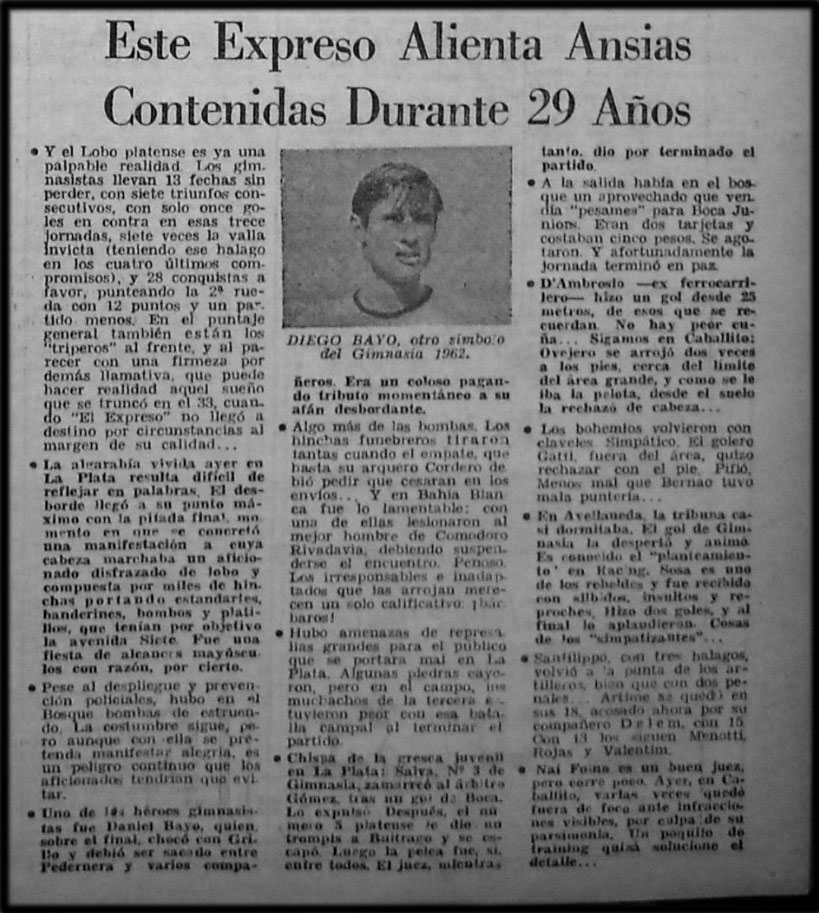 Este Expreso Alienta Ansias
Contenidas Durante 29 Años
• Y el Lobo platense es ya una
palpable realidad. Los gim-
nasistas llevan 13 fechas sin
perder, con siete triunfos con-
secutivos, con solo once go-
les en contra en esas trece
jornadas, siete veces la valla
invicta (teniendo ese halago
en los cuatro últimos com-
promisos), y 28 conquistas a
favor, punteando la 2ª rue-
da con 12 puntos y un par-
tido menos. En el puntaje
general también están los
"triperos" al frente, y al pa-
recer con una firmeza por
demás llamativa, que puede
hacer realidad aquel sueño
que se truncó en el 33, cuan-
do "El Expreso" no llegó a
destino por circunstancias al
margen de su calidad...
• La algarabía vivida ayer en
La Plata resulta difícil de
reflejar en palabras. El des-
borde llegó a su punto má-
ximo con la pitada final, mo-
mento en que se concretó
una manifestación a cuya
cabeza marchaba un aficio-
nado disfrazado de lobo y
compuesta por miles de hin-
chas portando estandartes,
banderines, bombos y plati-
llos, que tenían por objetivo
la avenida Siete. Fue una
fiesta de alcances mayúscu-
los con razón, por cierto.
• Pese al despliegue y preven-
ción policiales, hubo en el
Bosque bombas de estruen-
do. La costumbre sigue, pe-
ro aunque con ella se pre-
tenda manifestar alegría, es
un peligro continuo que los
aficionados tendrían que evi-
tar.
• Uno de los héroes gimnasis-
tas fue Daniel Bayo, quien,
sobre el final, chocó con Gri-
llo y debió ser sacado entre
Pedernera y varios compa-
DIEGO BAYO, otro símbolo
del Gimnasia 1962.
ñeros. Era un coloso pagan-
do tributo momentáneo a su
afán desbordante.
• Algo más de las bombas. Los
hinchas funebreros tiraron
tantas cuando el empate, que
hasta su arquero Cordero de-
bió pedir que cesaran en los
envíos... Y en Bahía Blan-
ca fue lo lamentable: con
una de ellas lesionaron al
mejor hombre de Comodoro
Rivadavia, debiendo suspen-
derse el encuentro. Penoso.
Los irresponsables e inadap-
tados que las arrojan mere-
cen un solo calificativo: ¡bár-
baros!
• Hubo amenazas de represa-
lias grandes para el público
que se portara mal en La
Plata. Algunas piedras caye-
ron, pero en el campo, los
muchachos de la tercera es-
tuvieron peor con esa bata-
lla campal al terminar el
partido.
• Chispa de la gresca juvenil
en La Plata: Salva, Nº 3 de
Gimnasia, zamarreó al árbitro
Gómez, tras un gol de Boca.
Lo expulsó. Después, el nú-
mero 5 platense le dio un
trompis a Buitrago y se es-
capó. Luego la pelea fue, sí,
entre todos. El juez, mientras
tanto, dio por terminado el
partido.
• A la salida había en el bos-
que un aprovechado que ven-
día "pésames" para Boca Ju-
niors. Eran dos tarjetas y
costaban cinco pesos. Se ago-
taron. Y afortunadamente la
jornada terminó en paz.
• D'Ambrosio —ex ferrocarri-
lero— hizo un gol desde 25
metros, de esos que se re-
cuerdan. No hay peor cu-
ña... Sigamos en Caballito:
Ovejero se arrojó dos veces
a los pies, cerca del límite
del área grande, y como se le
iba la pelota, desde el suelo
la rechazó de cabeza...
• Los bohemios volvieron con
claveles. Simpático. El golero
Gatti, fuera del área, quizo
rechazar con el pie. Pifió.
Menos mal que Bernao tuvo
mala puntería...
• En Avellaneda, la tribuna ca-
si dormitaba. El gol de Gim-
nasia la despertó y animó.
Es conocido el "planteamien-
to" en Racing. Sosa es uno
de los rebeldes y fue recibido
con silbidos, insultos y re-
proches. Hizo dos goles, y al
final lo aplaudieron. Cosas
de los "simpatizantes"...
• Sanfilippo, con tres halagos,
volvió a la punta de los ar-
tilleros, bien que con dos pe-
nales... Artime se quedó en
sus 18, acosado ahora por su
compañero Delem, con 15.
Con 13 los siguen Menotti,
Rojas y Valentim.
• Nai Foino es un buen juez,
pero corre poco. Ayer, en Ca-
ballito, varias veces quedó
fuera de foco ante infraccio-
nes visibles, por culpa de su
parsimonia. Un poquito de
training quizá solucione el
detalle...